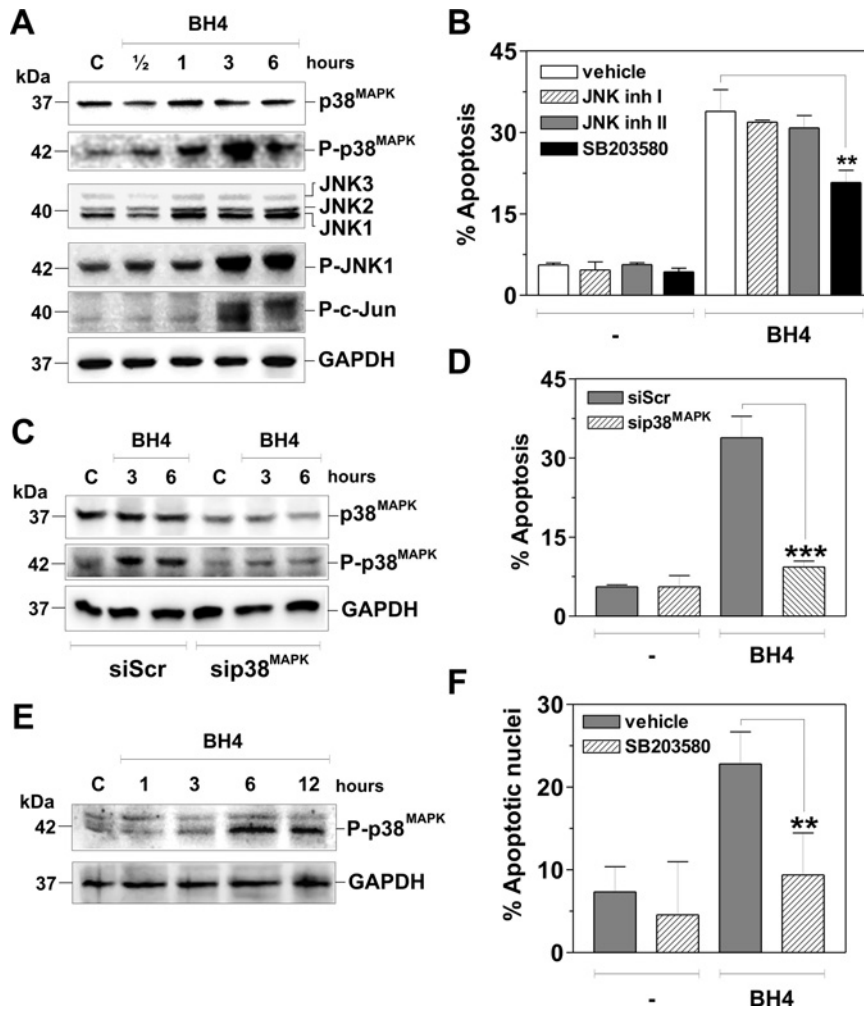 A
BH4
C ½ 1 3 6 hours
kDa
37 p38MAPK
42 P-p38MAPK
JNK3
40 JNK2
JNK1
42 P-JNK1
40 P-c-Jun
37 GAPDH
B
% Apoptosis
45
30
15
0
vehicle
JNK inh I
JNK inh II
SB203580
**
- BH4
C
BH4 BH4
C 3 6 C 3 6 hours
kDa
37 p38MAPK
42 P-p38MAPK
37 GAPDH
siScr sip38MAPK
D
% Apoptosis
45
30
15
0
siScr
sip38MAPK
***
- BH4
E
BH4
C 1 3 6 12 hours
kDa
42 P-p38MAPK
37 GAPDH
F
% Apoptotic nuclei
30
20
10
0
vehicle
SB203580
**
- BH4